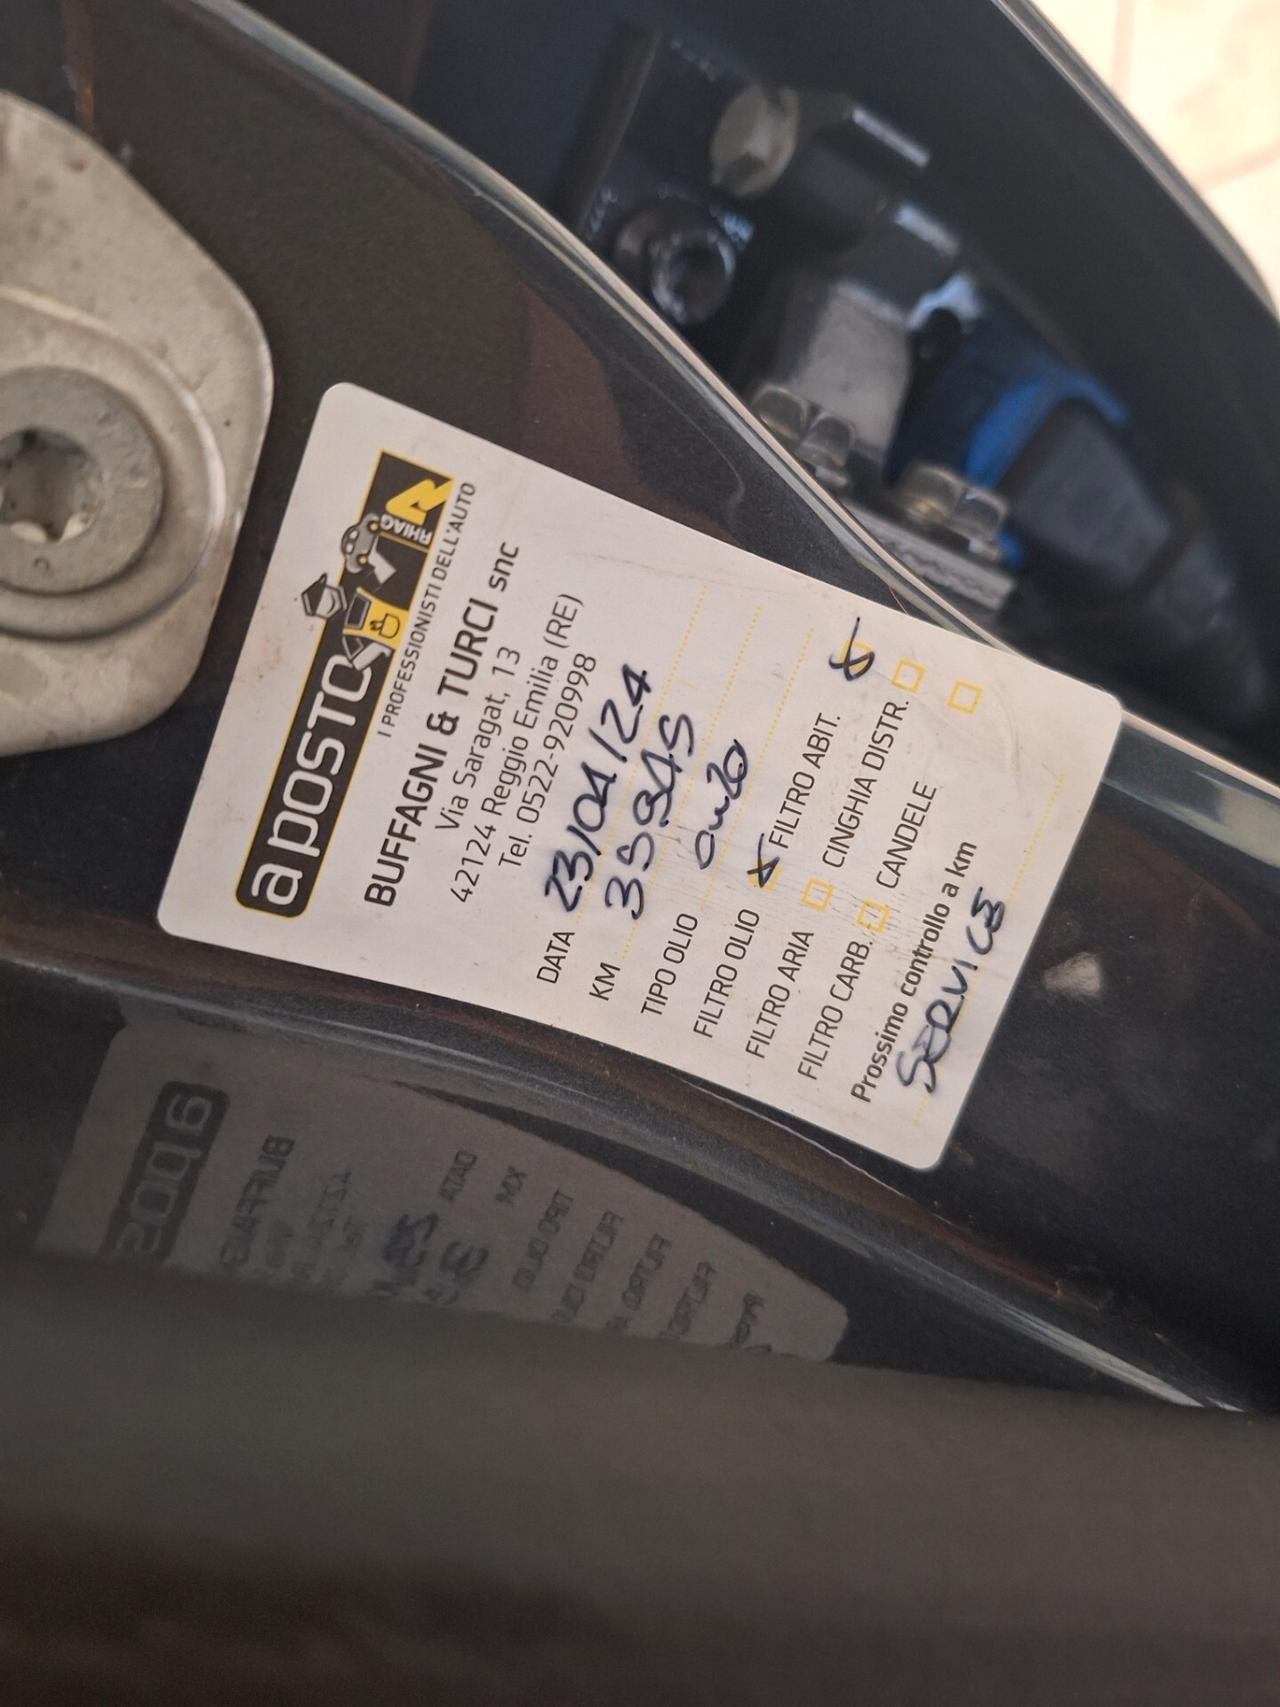 a posto
RHIAG
I PROFESSIONISTI DELL'AUTO
BUFFAGNI & TURCI snc
Via Saragat, 13
42124 Reggio Emilia (RE)
Tel. 0522-920998
DATA 23/04/24
KM
TIPO OLIO 0W20
FILTRO OLIO FILTRO ABIT.
FILTRO ARIA CINGHIA DISTR.
FILTRO CARB. CANDELE
Prossimo controllo a km
SERVICE